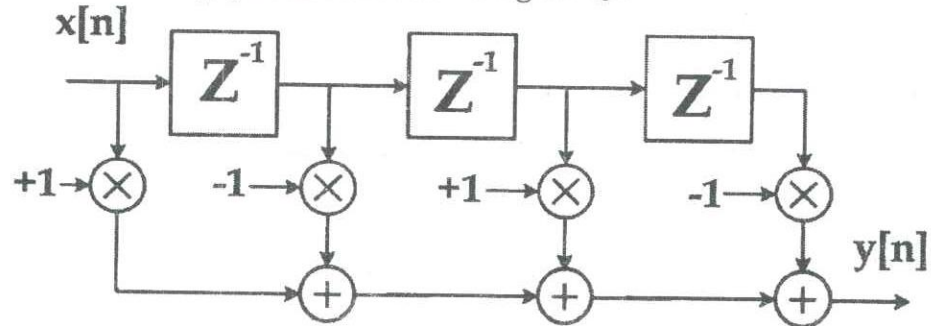 x[n]
Z⁻¹ Z⁻¹ Z⁻¹
+1 × -1 × +1 × -1 ×
y[n]
+ + +